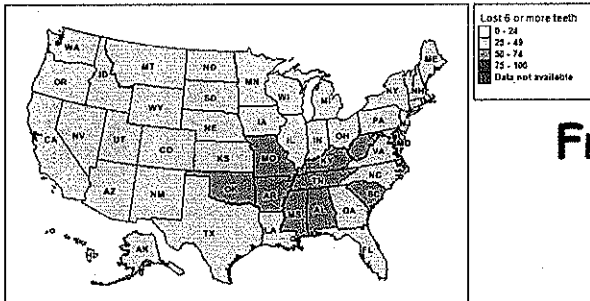 Lost 6 or more teeth
0 - 24
25 - 49
50 - 74
75 - 100
Data not available
WA
MT
ND
MN
ME
OR
ID
SD
WI
MI
NY
NH
WY
IA
PA
NE
NV
UT
IL
IN
OH
CA
CO
KS
MO
KY
VA
AZ
NM
OK
AR
TN
NC
SC
MS
AL
GA
TX
LA
FL
AK